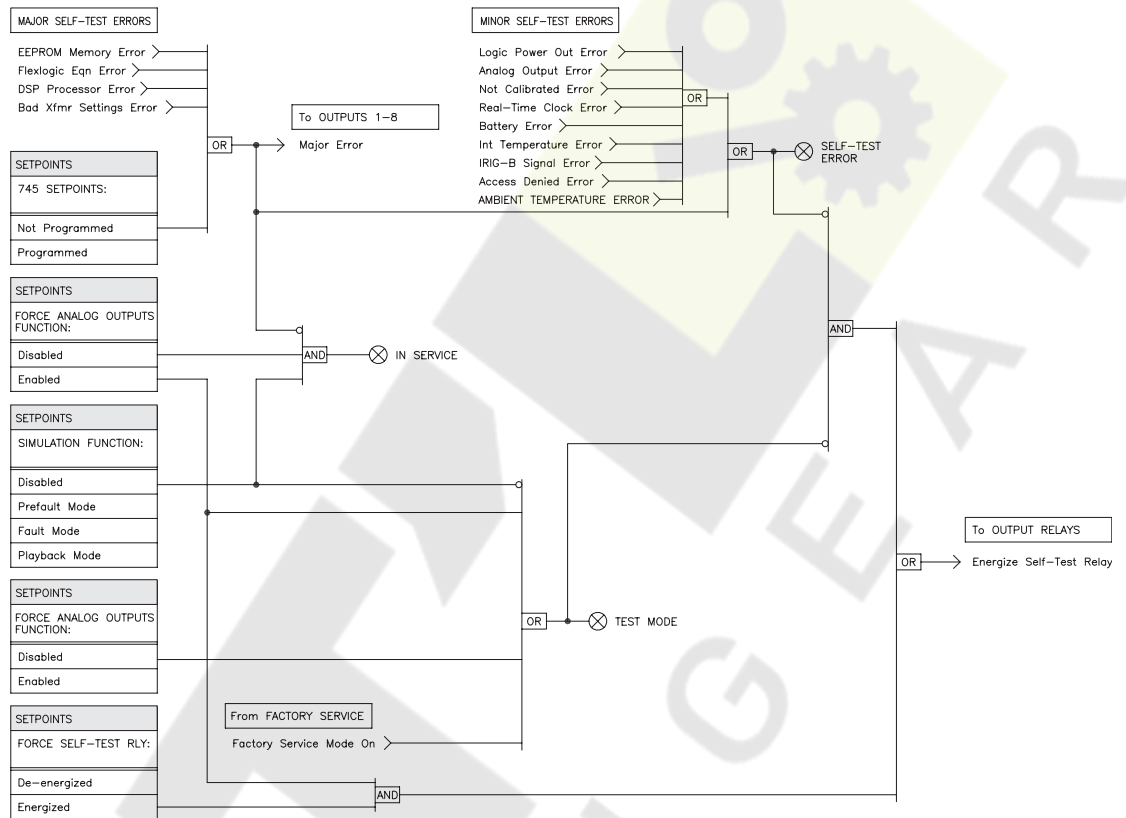 MAJOR SELF-TEST ERRORS
EEPROM Memory Error
Flexlogic Eqn Error
DSP Processor Error
Bad Xfmr Settings Error
OR
To OUTPUTS 1-8
Major Error
MINOR SELF-TEST ERRORS
Logic Power Out Error
Analog Output Error
Not Calibrated Error
Real-Time Clock Error
Battery Error
Int Temperature Error
IRIG-B Signal Error
Access Denied Error
AMBIENT TEMPERATURE ERROR
OR
OR
SELF-TEST
ERROR
SETPOINTS
745 SETPOINTS:
Not Programmed
Programmed
SETPOINTS
FORCE ANALOG OUTPUTS
FUNCTION:
Disabled
Enabled
AND
IN SERVICE
AND
SETPOINTS
SIMULATION FUNCTION:
Disabled
Prefault Mode
Fault Mode
Playback Mode
To OUTPUT RELAYS
OR
Energize Self-Test Relay
SETPOINTS
FORCE ANALOG OUTPUTS
FUNCTION:
Disabled
Enabled
OR
TEST MODE
From FACTORY SERVICE
Factory Service Mode On
SETPOINTS
FORCE SELF-TEST RLY:
De-energized
Energized
AND